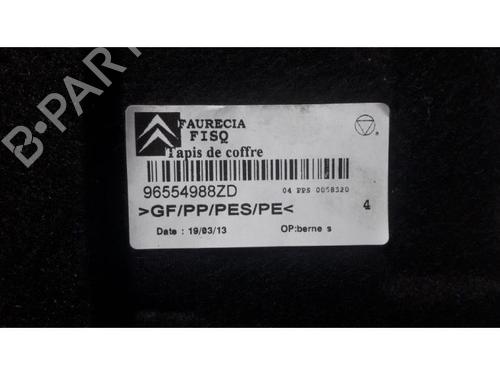 FAURECIA
FISQ
Tapis de coffre
96554988ZD
04 PPS 0058320
>GF/PP/PES/PE<
4
Date : 19/03/13
OP:berne s
B-PARTS